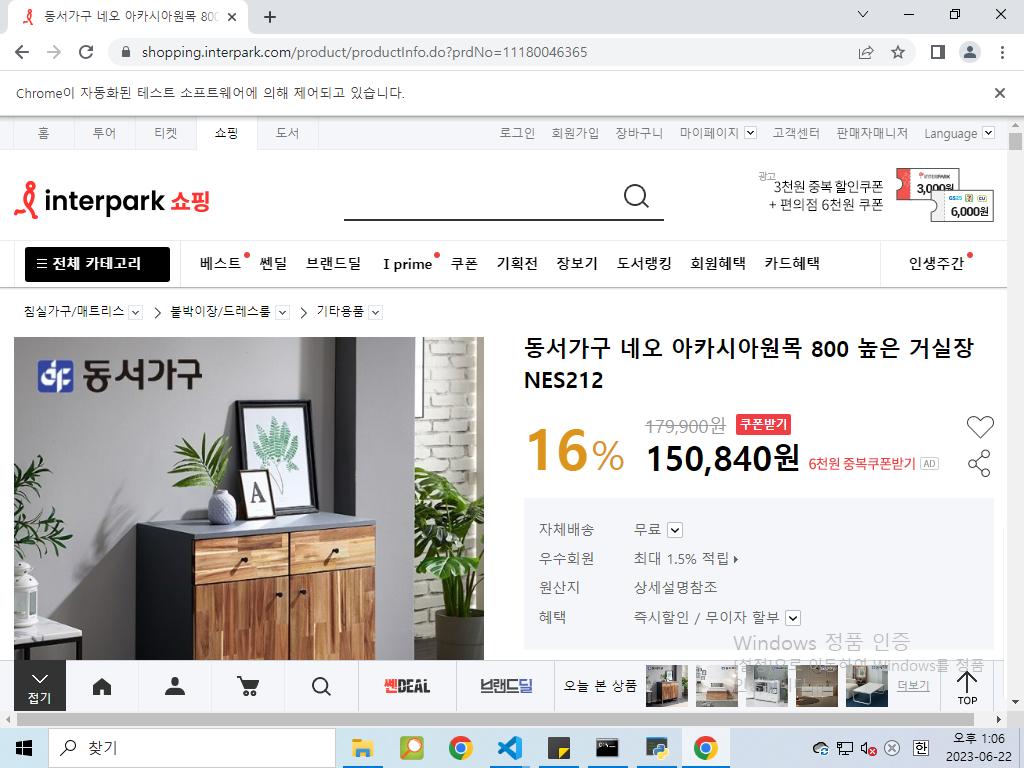 동서가구 네오 아카시아원목 800
shopping.interpark.com/product/productInfo.do?prdNo=11180046365
Chrome이 자동화된 테스트 소프트웨어에 의해 제어되고 있습니다.
홈 투어 티켓 쇼핑 도서 로그인 회원가입 장바구니 마이페이지 고객센터 판매자매니저 Language
interpark 쇼핑
광고
3천원 중복 할인쿠폰
+ 편의점 6천원 쿠폰
INTERPARK
3,000원
GS25 CU
6,000원
전체 카테고리 베스트 쎈딜 브랜드딜 I prime 쿠폰 기획전 장보기 도서랭킹 회원혜택 카드혜택 인생주간
침실가구/매트리스 붙박이장/드레스룸 기타용품
동서가구
A
동서가구 네오 아카시아원목 800 높은 거실장
NES212
16% 179,900원 쿠폰받기
150,840원 6천원 중복쿠폰받기 AD
자체배송 무료
우수회원 최대 1.5% 적립
원산지 상세설명참조
혜택 즉시할인 / 무이자 할부
Windows 정품 인증
[설정]으로 이동하여 Windows를 정품
접기
쎈DEAL
브랜드딜
오늘 본 상품
더보기
TOP
찾기
한
오후 1:06
2023-06-22